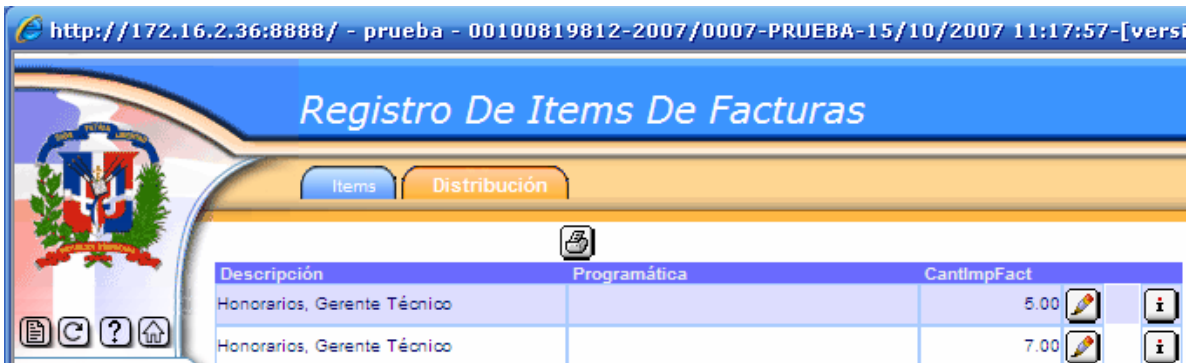 http://172.16.2.36:8888/ - prueba - 00100819812-2007/0007-PRUEBA-15/10/2007 11:17:57-[versi
Registro De Items De Facturas
Items Distribución
Descripción Programática CantImpFact
Honorarios, Gerente Técnico 5.00
Honorarios, Gerente Técnico 7.00